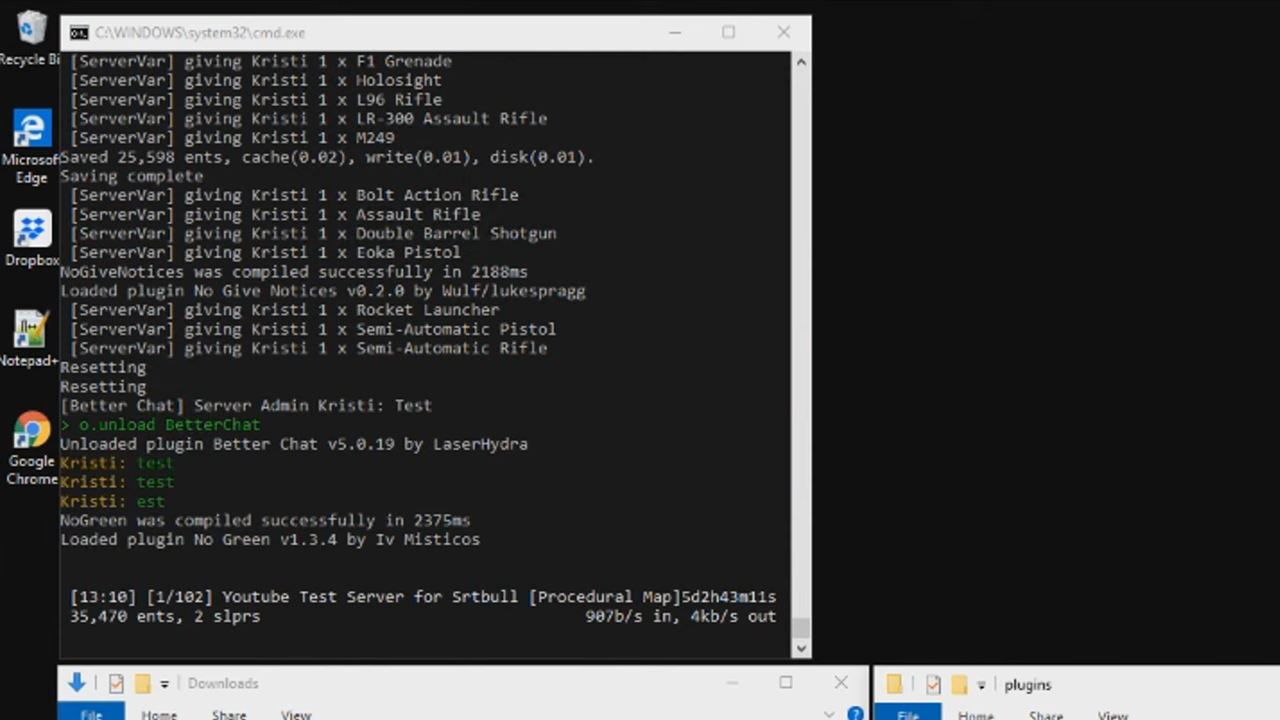 C:\WINDOWS\system32\cmd.exe
[ServerVar] giving Kristi 1 x F1 Grenade
[ServerVar] giving Kristi 1 x Holosight
[ServerVar] giving Kristi 1 x L96 Rifle
[ServerVar] giving Kristi 1 x LR-300 Assault Rifle
[ServerVar] giving Kristi 1 x M249
Saved 25,598 ents, cache(0.02), write(0.01), disk(0.01).
Saving complete
[ServerVar] giving Kristi 1 x Bolt Action Rifle
[ServerVar] giving Kristi 1 x Assault Rifle
[ServerVar] giving Kristi 1 x Double Barrel Shotgun
[ServerVar] giving Kristi 1 x Eoka Pistol
NoGiveNotices was compiled successfully in 2188ms
Loaded plugin No Give Notices v0.2.0 by Wulf/lukespragg
[ServerVar] giving Kristi 1 x Rocket Launcher
[ServerVar] giving Kristi 1 x Semi-Automatic Pistol
[ServerVar] giving Kristi 1 x Semi-Automatic Rifle
Resetting
Resetting
[Better Chat] Server Admin Kristi: Test
> o.unload BetterChat
Unloaded plugin Better Chat v5.0.19 by LaserHydra
Kristi: test
Kristi: test
Kristi: est
NoGreen was compiled successfully in 2375ms
Loaded plugin No Green v1.3.4 by Iv Misticos
[13:10] [1/102] Youtube Test Server for Srtbull [Procedural Map]5d2h43m11s
35,470 ents, 2 slprs 907b/s in, 4kb/s out
Recycle Bi
Microsof
Edge
Dropbox
Notepad+
Google
Chrome
Downloads
File Home Share View
plugins
File Home Share View